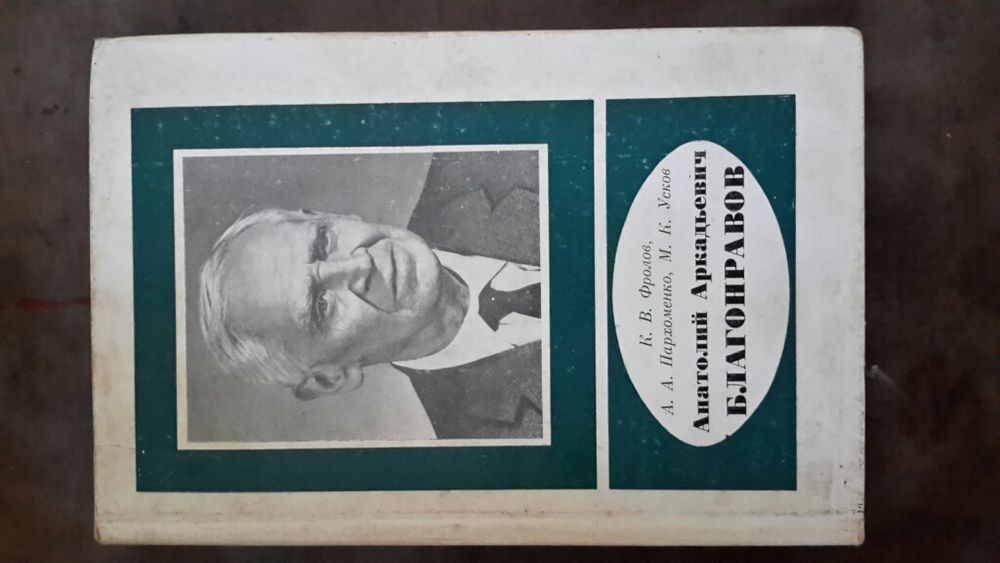 К. В. Фролов,
А. А. Пархоменко, М. К. Усков
Анатолий Аркадьевич
БЛАГОНРАВОВ